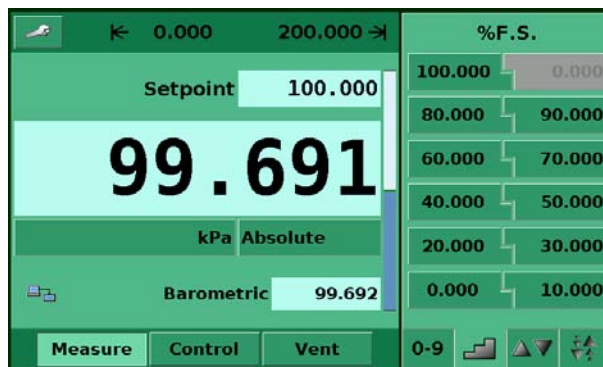 0.000 200.000
Setpoint 100.000
99.691
kPa Absolute
Barometric 99.692
Measure Control Vent
%F.S.
100.000 0.000
80.000 90.000
60.000 70.000
40.000 50.000
20.000 30.000
0.000 10.000
0-9